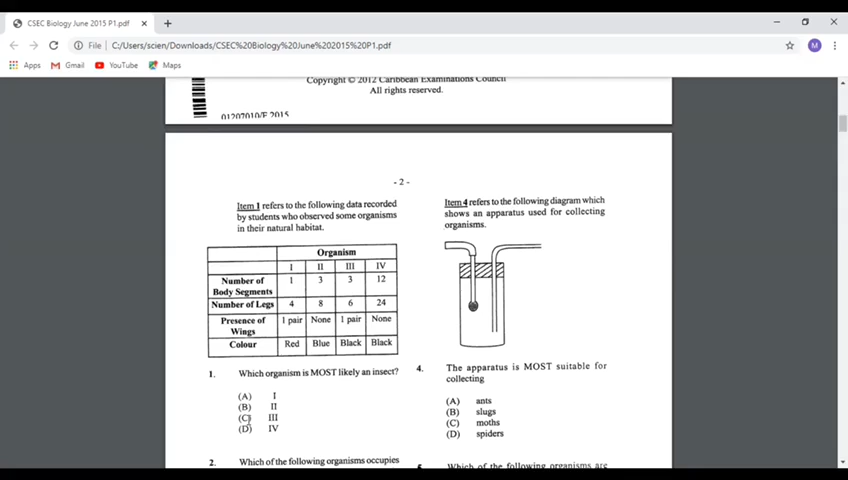 CSEC Biology June 2015 P1.pdf
File
C:/Users/scien/Downloads/CSEC%20Biology%20June%202015%20P1.pdf
M
Apps
Gmail
YouTube
Maps
Copyright © 2012 Caribbean Examinations Council
All rights reserved.
01207010/F 2015
- 2 -
Item 1 refers to the following data recorded
by students who observed some organisms
in their natural habitat.
Organism
I II III IV
Number of
Body Segments
1 3 3 12
Number of Legs 4 8 6 24
Presence of
Wings
1 pair None 1 pair None
Colour Red Blue Black Black
1. Which organism is MOST likely an insect?
(A) I
(B) II
(C) III
(D) IV
2. Which of the following organisms occupies
Item 4 refers to the following diagram which
shows an apparatus used for collecting
organisms.
4. The apparatus is MOST suitable for
collecting
(A) ants
(B) slugs
(C) moths
(D) spiders
5. Which of the following organisms are